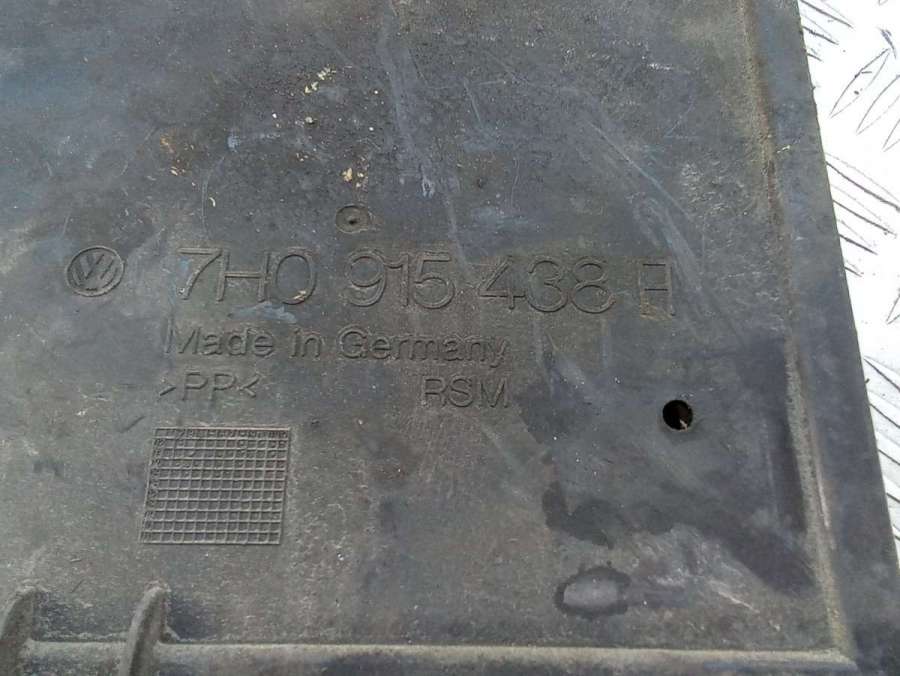 7H0 915 438 A
Made in Germany
>PP< RSM